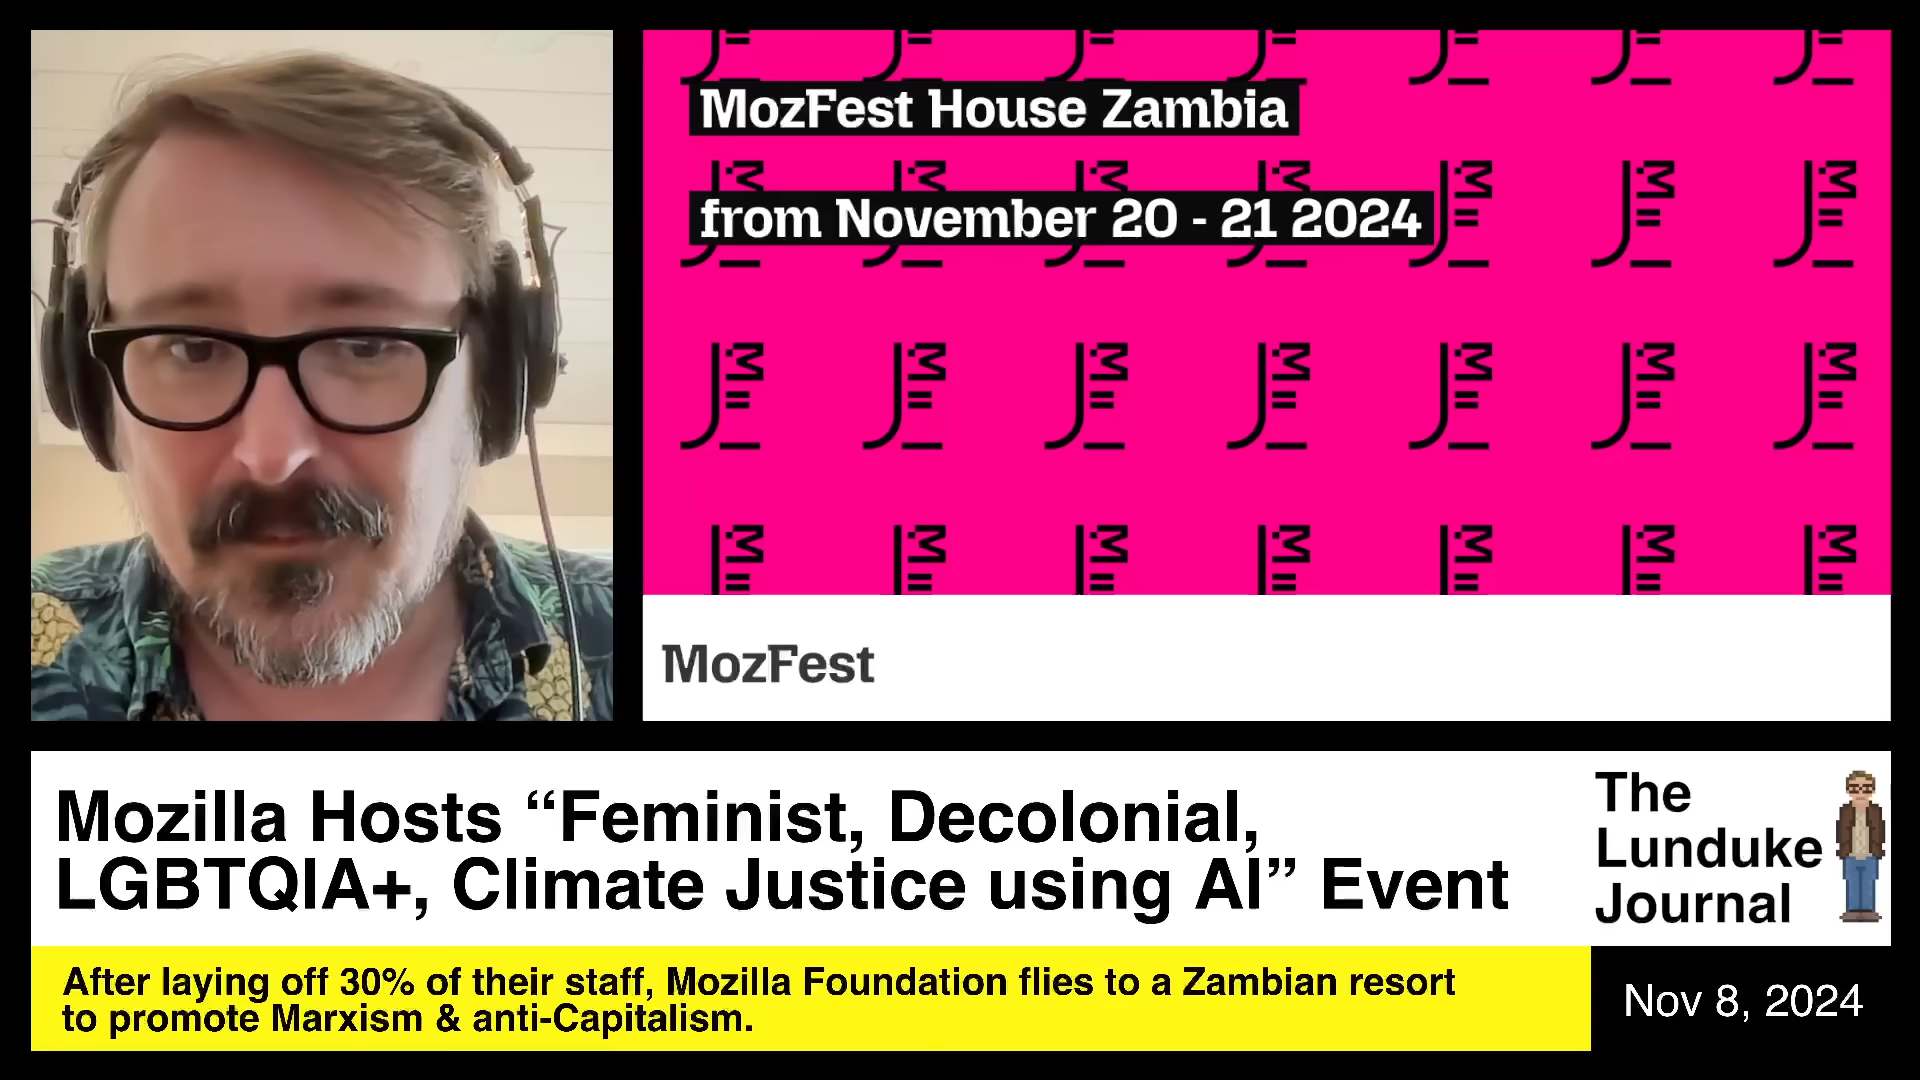 MozFest House Zambia
from November 20 - 21 2024
MozFest
Mozilla Hosts “Feminist, Decolonial,
LGBTQIA+, Climate Justice using AI” Event
The
Lunduke
Journal
After laying off 30% of their staff, Mozilla Foundation flies to a Zambian resort
to promote Marxism & anti-Capitalism.
Nov 8, 2024